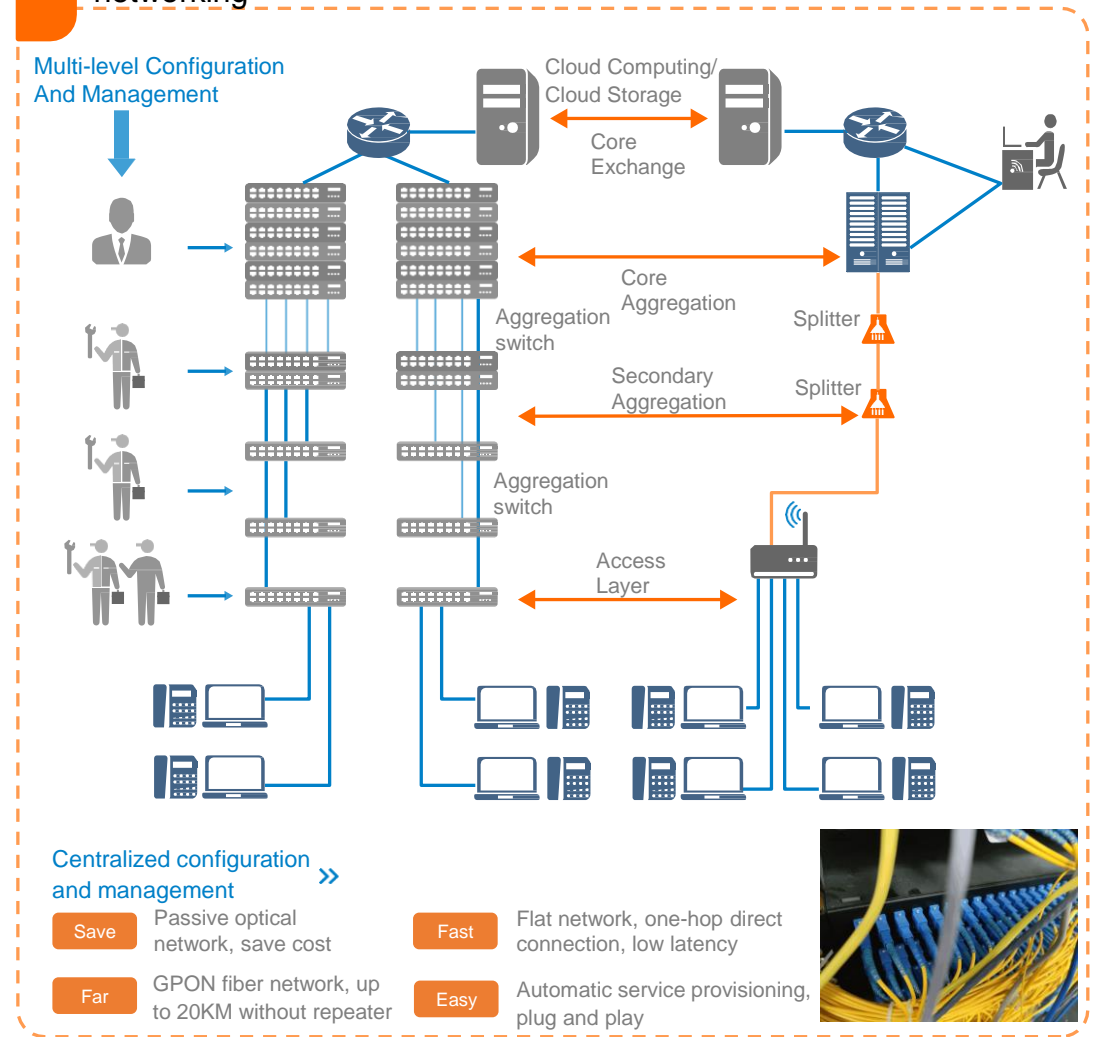 networking
Multi-level Configuration
And Management
Cloud Computing/
Cloud Storage
Core
Exchange
Core
Aggregation
Aggregation
switch
Splitter
Secondary
Aggregation
Splitter
Aggregation
switch
Access
Layer
Centralized configuration
and management
Save
Passive optical
network, save cost
Fast
Flat network, one-hop direct
connection, low latency
Far
GPON fiber network, up
to 20KM without repeater
Easy
Automatic service provisioning,
plug and play